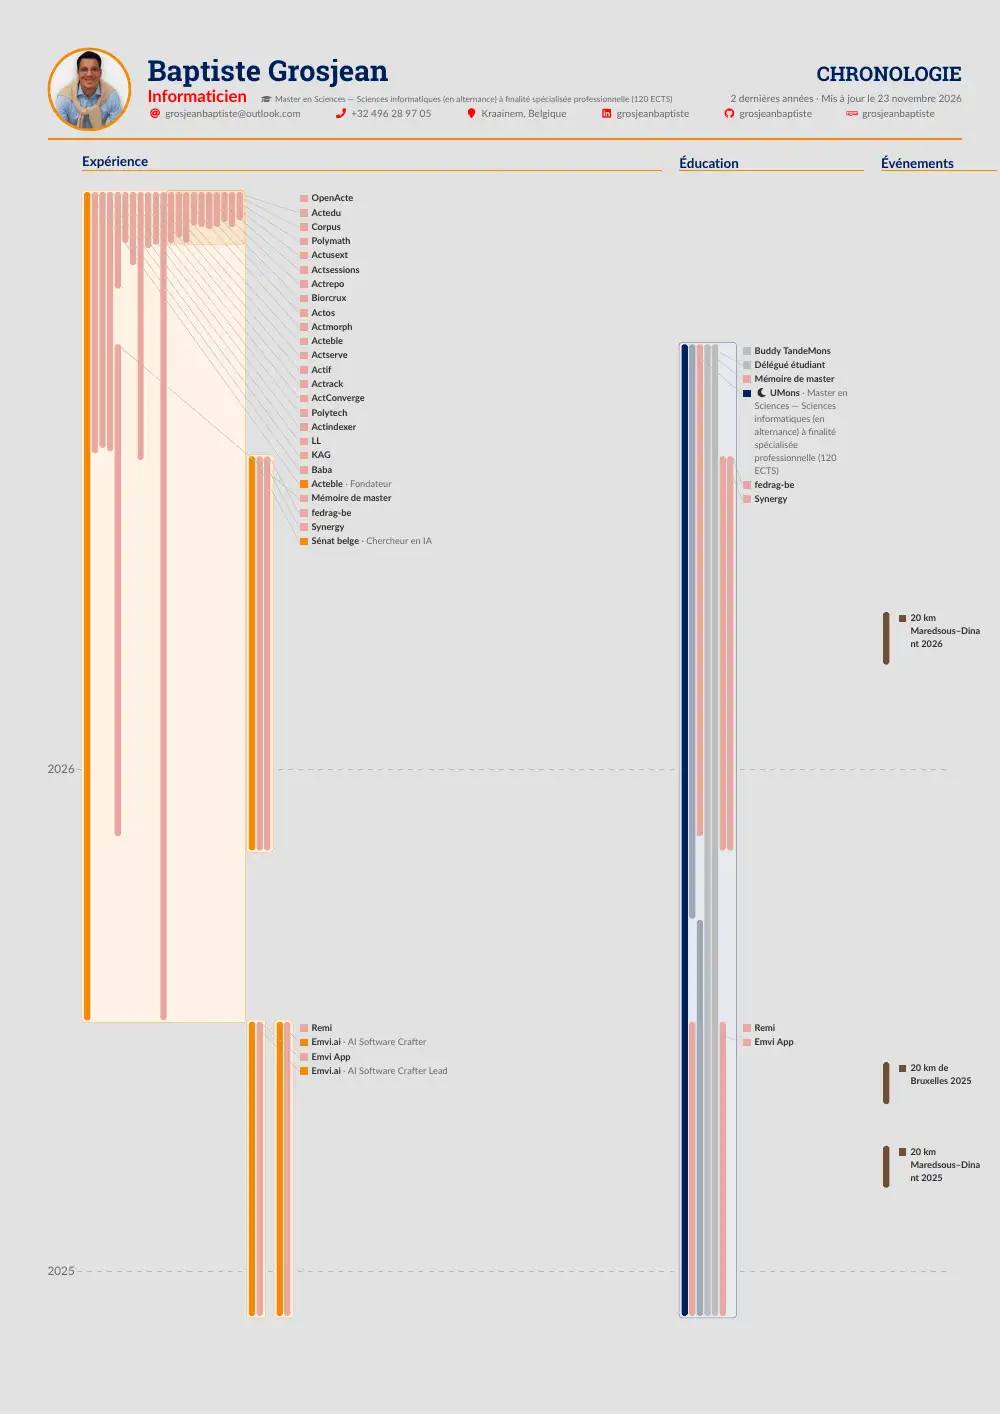 Baptiste Grosjean
CHRONOLOGIE
Informaticien
Master en Sciences — Sciences informatiques (en alternance) à finalité spécialisée professionnelle (120 ECTS)
2 dernières années · Mis à jour le 23 novembre 2026
grosjeanbaptiste@outlook.com
+32 496 28 97 05
Kraainem, Belgique
grosjeanbaptiste
grosjeanbaptiste
grosjeanbaptiste
Expérience
OpenActe
Actedu
Corpus
Polymath
Actusext
Actsessions
Actrepo
Biorcrux
Actos
Actmorph
Acteble
Actserve
Actif
Actrack
ActConverge
Polytech
Actindexer
LL
KAG
Baba
Acteble · Fondateur
Mémoire de master
fedrag-be
Synergy
Sénat belge · Chercheur en IA
Remi
Emvi.ai · AI Software Crafter
Emvi App
Emvi.ai · AI Software Crafter Lead
Éducation
Buddy TandeMons
Délégué étudiant
Mémoire de master
UMons · Master en
Sciences — Sciences
informatiques (en
alternance) à finalité
spécialisée
professionnelle (120
ECTS)
fedrag-be
Synergy
Remi
Emvi App
Événements
20 km
Maredsous–Dina
nt 2026
20 km de
Bruxelles 2025
20 km
Maredsous–Dina
nt 2025
2026
2025